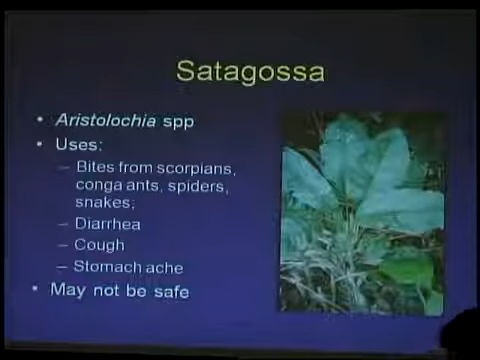 Satagossa
• Aristolochia spp
• Uses:
– Bites from scorpians,
conga ants, spiders,
snakes;
– Diarrhea
– Cough
– Stomach ache
• May not be safe